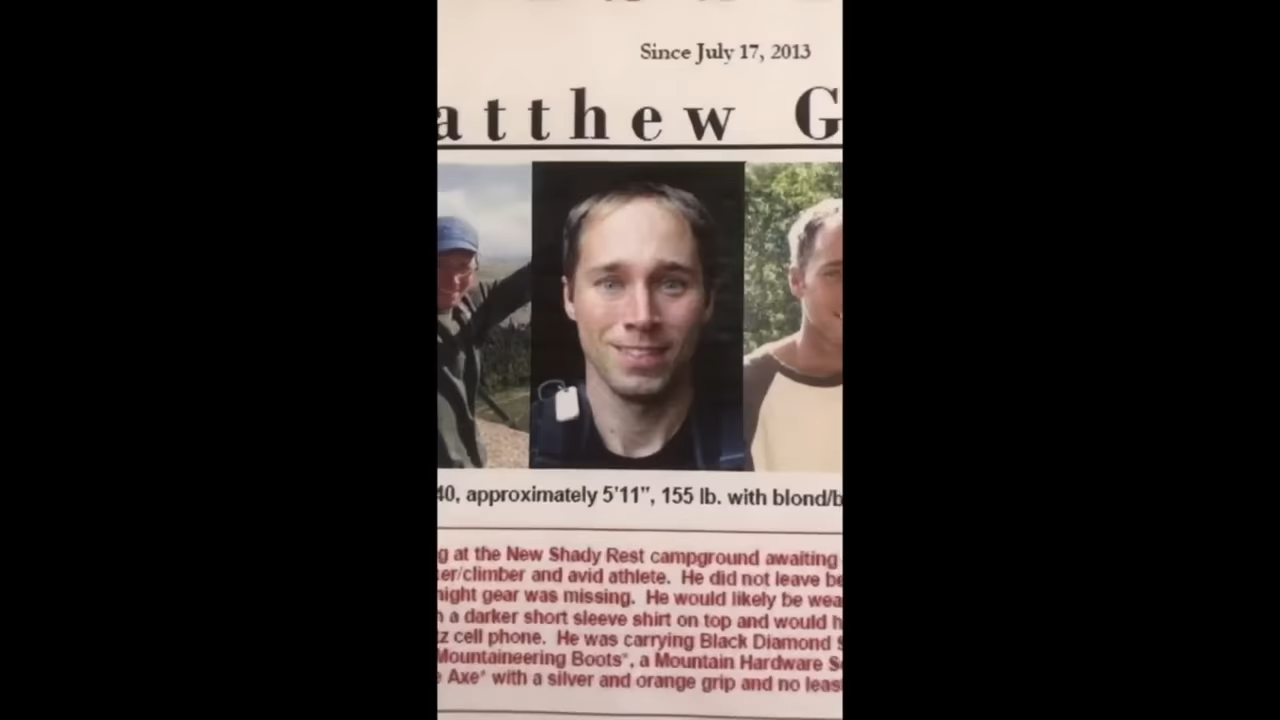 Since July 17, 2013
atthew G
40, approximately 5'11", 155 lb. with blond/b
g at the New Shady Rest campground awaiting
er/climber and avid athlete. He did not leave be
night gear was missing. He would likely be wea
a darker short sleeve shirt on top and would h
z cell phone. He was carrying Black Diamond S
Mountaineering Boots*, a Mountain Hardware S
Axe* with a silver and orange grip and no leas